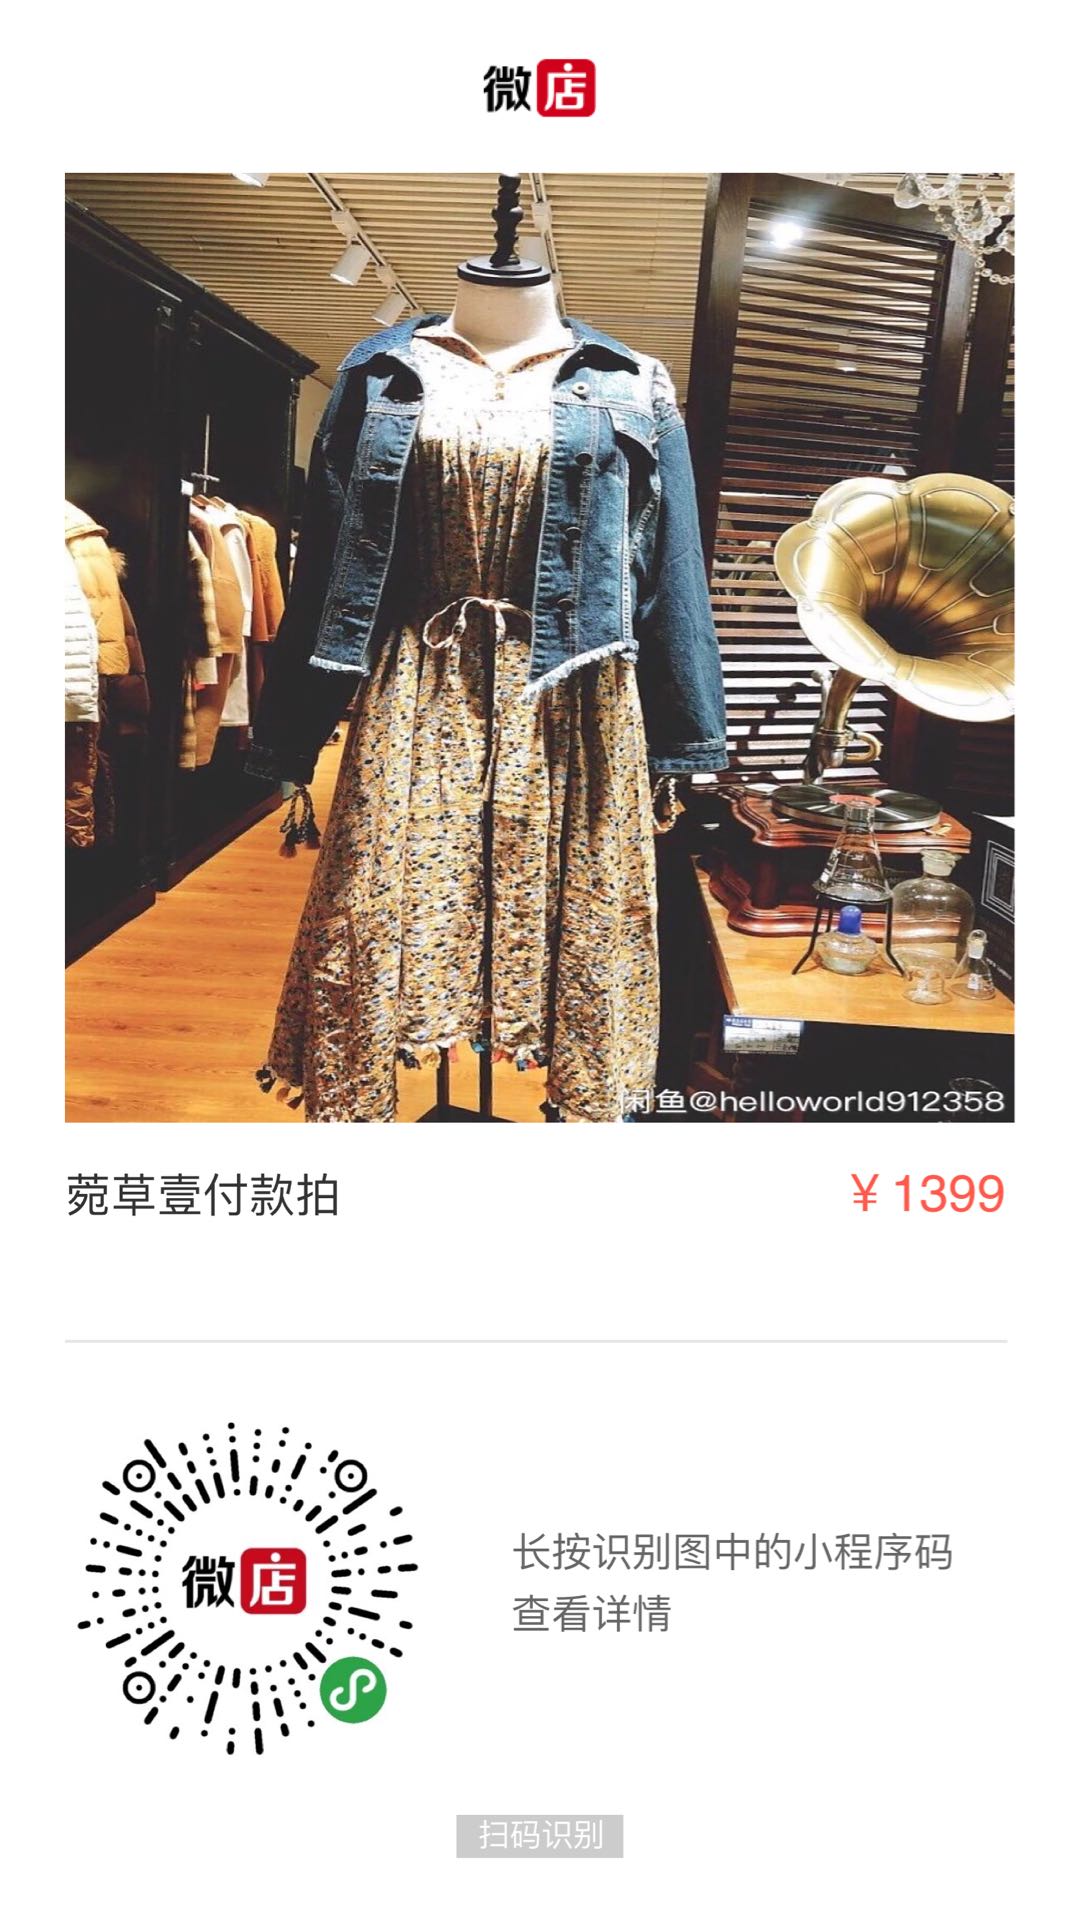 微店
闲鱼@helloworld912358
菀草壹付款拍
¥ 1399
微店
长按识别图中的小程序码
查看详情
扫码识别